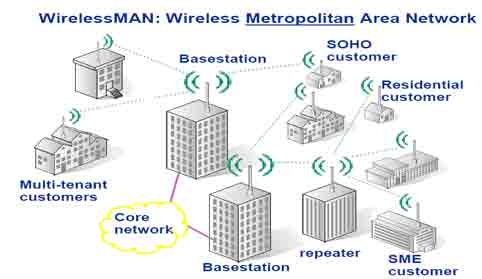 WirelessMAN: Wireless Metropolitan Area Network
SOHO
customer
Basestation
Residential
customer
Multi-tenant
customers
Core
network
Basestation
repeater
SME
customer